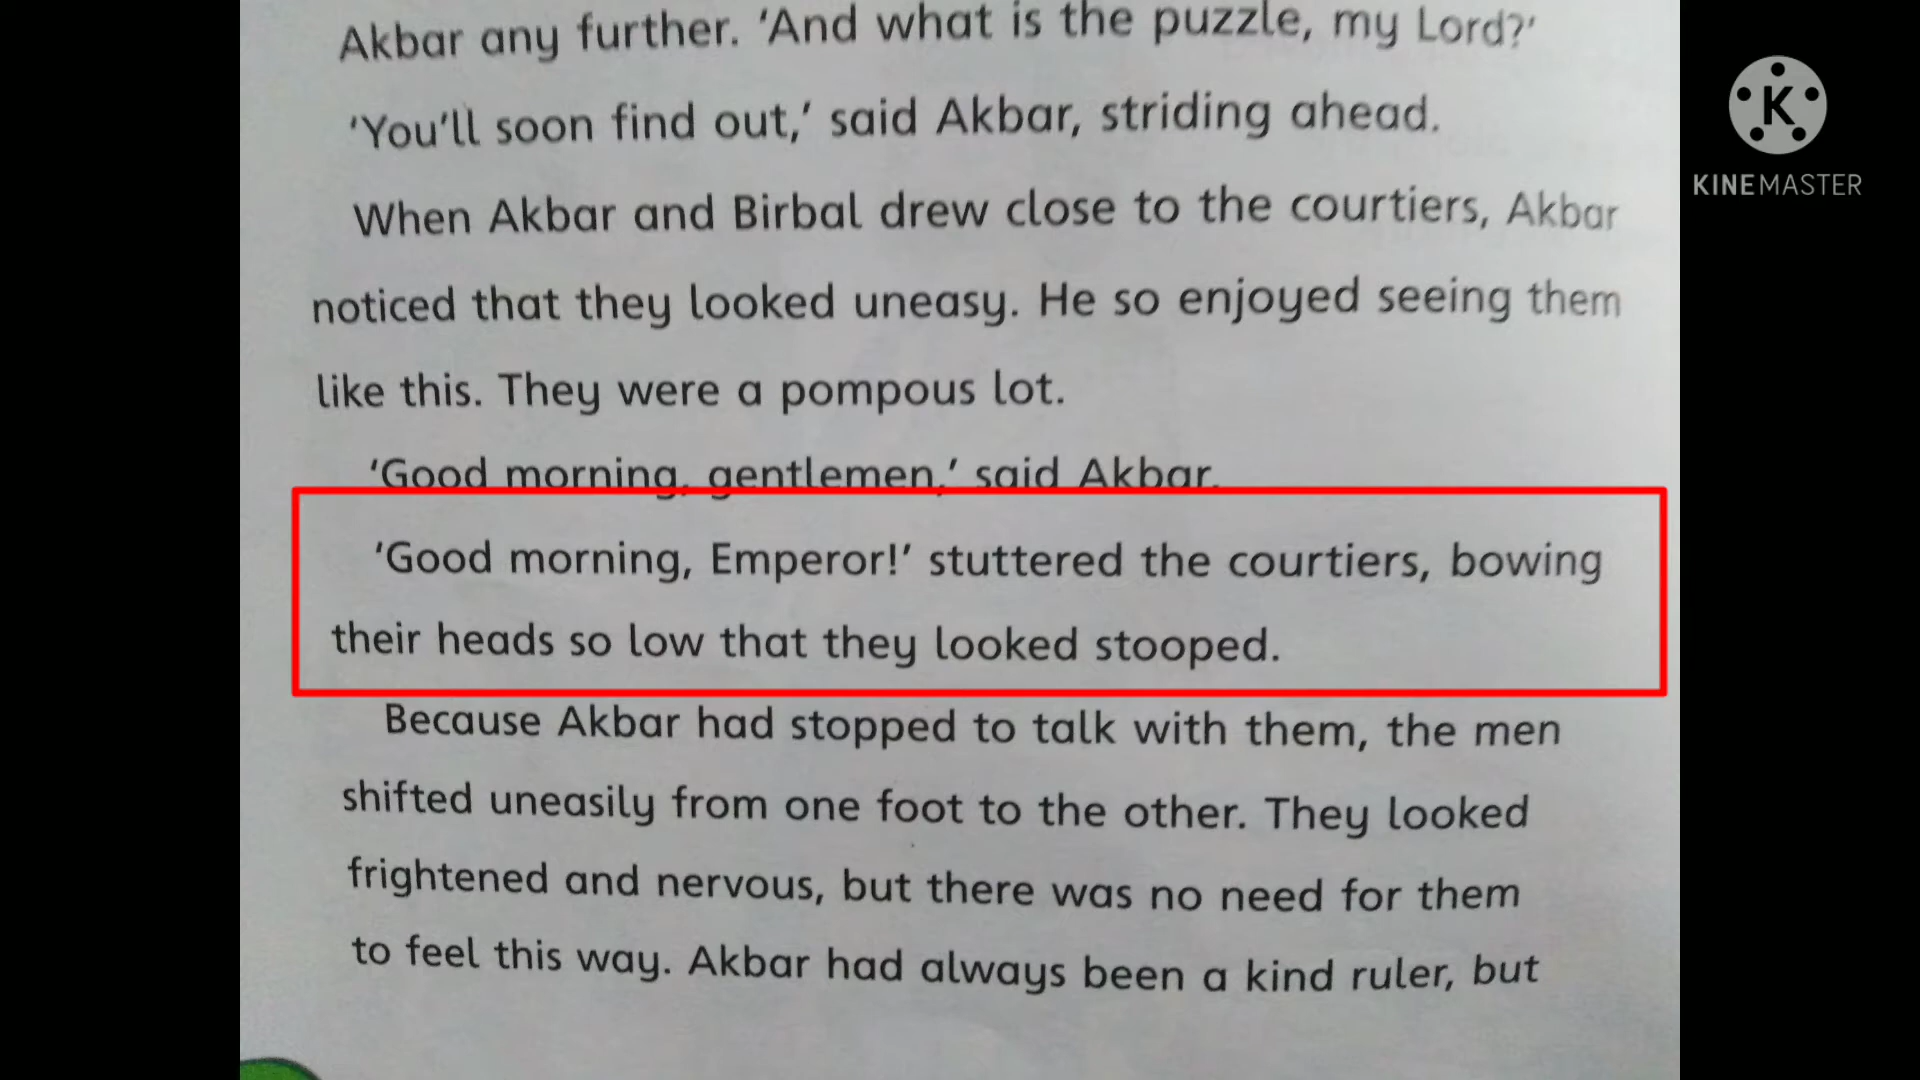 Akbar any further. ‘And what is the puzzle, my Lord?’
‘You’ll soon find out,’ said Akbar, striding ahead.
When Akbar and Birbal drew close to the courtiers, Akbar
noticed that they looked uneasy. He so enjoyed seeing them
like this. They were a pompous lot.
‘Good morning, gentlemen,’ said Akbar.
‘Good morning, Emperor!’ stuttered the courtiers, bowing
their heads so low that they looked stooped.
Because Akbar had stopped to talk with them, the men
shifted uneasily from one foot to the other. They looked
frightened and nervous, but there was no need for them
to feel this way. Akbar had always been a kind ruler, but
K
KINEMASTER